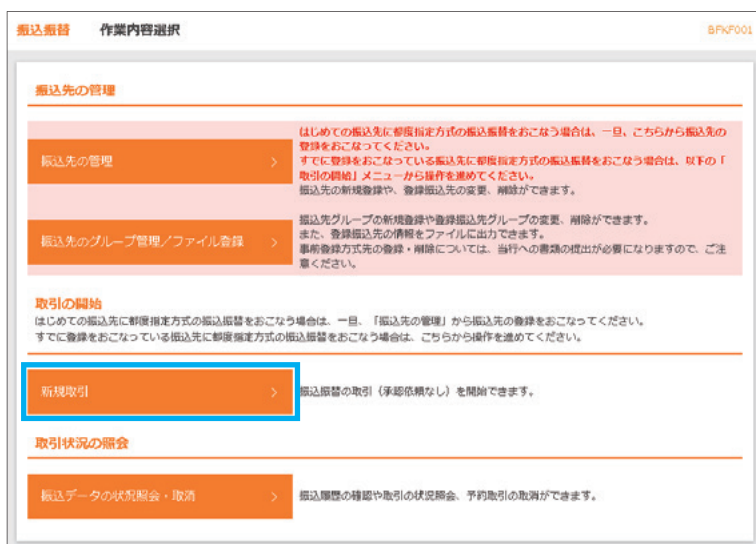 振込振替 作業内容選択 BFKF001
振込先の管理
振込先の管理
はじめての振込先に都度指定方式の振込振替をおこなう場合は、一旦、こちらから振込先の
登録をおこなってください。
すでに登録をおこなっている振込先に都度指定方式の振込振替をおこなう場合は、以下の「
取引の開始」メニューから操作を進めてください。
振込先の新規登録や、登録振込先の変更、削除ができます。
振込先のグループ管理/ファイル登録
振込先グループの新規登録や登録振込先グループの変更、削除ができます。
また、登録振込先の情報をファイルに出力できます。
事前登録方式先の登録・削除については、当行への書類の提出が必要になりますので、ご注
意ください。
取引の開始
はじめての振込先に都度指定方式の振込振替をおこなう場合は、一旦、「振込先の管理」から振込先の登録をおこなってください。
すでに登録をおこなっている振込先に都度指定方式の振込振替をおこなう場合は、こちらから操作を進めてください。
新規取引
振込振替の取引(承認依頼なし)を開始できます。
取引状況の照会
振込データの状況照会・取消
振込履歴の確認や取引の状況照会、予約取引の取消ができます。